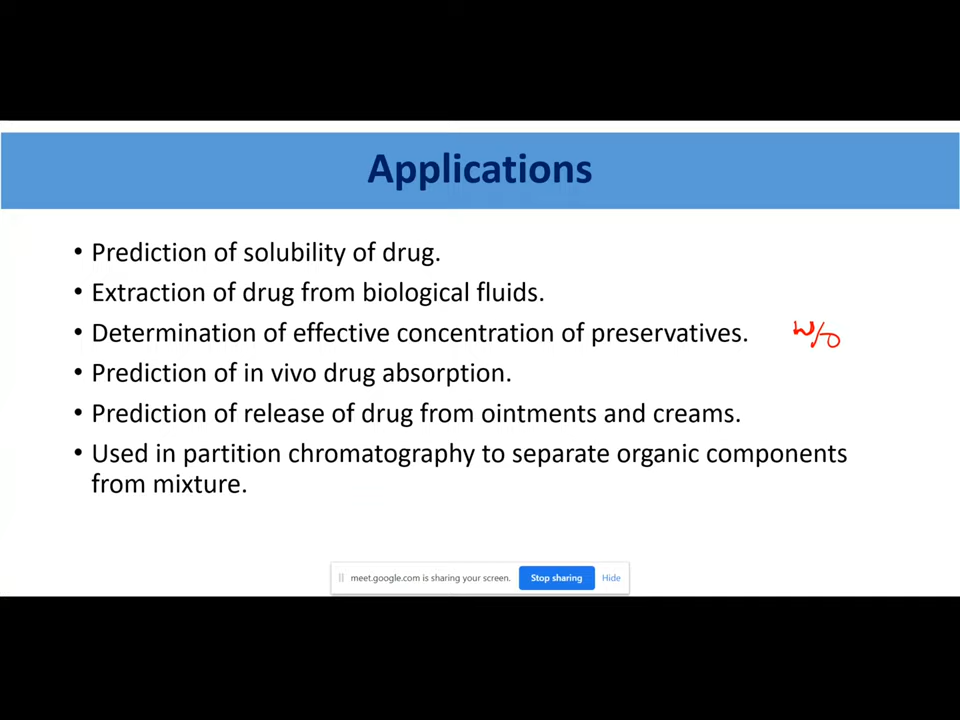 Applications
• Prediction of solubility of drug.
• Extraction of drug from biological fluids.
• Determination of effective concentration of preservatives. w/o
• Prediction of in vivo drug absorption.
• Prediction of release of drug from ointments and creams.
• Used in partition chromatography to separate organic components
from mixture.
meet.google.com is sharing your screen. Stop sharing Hide